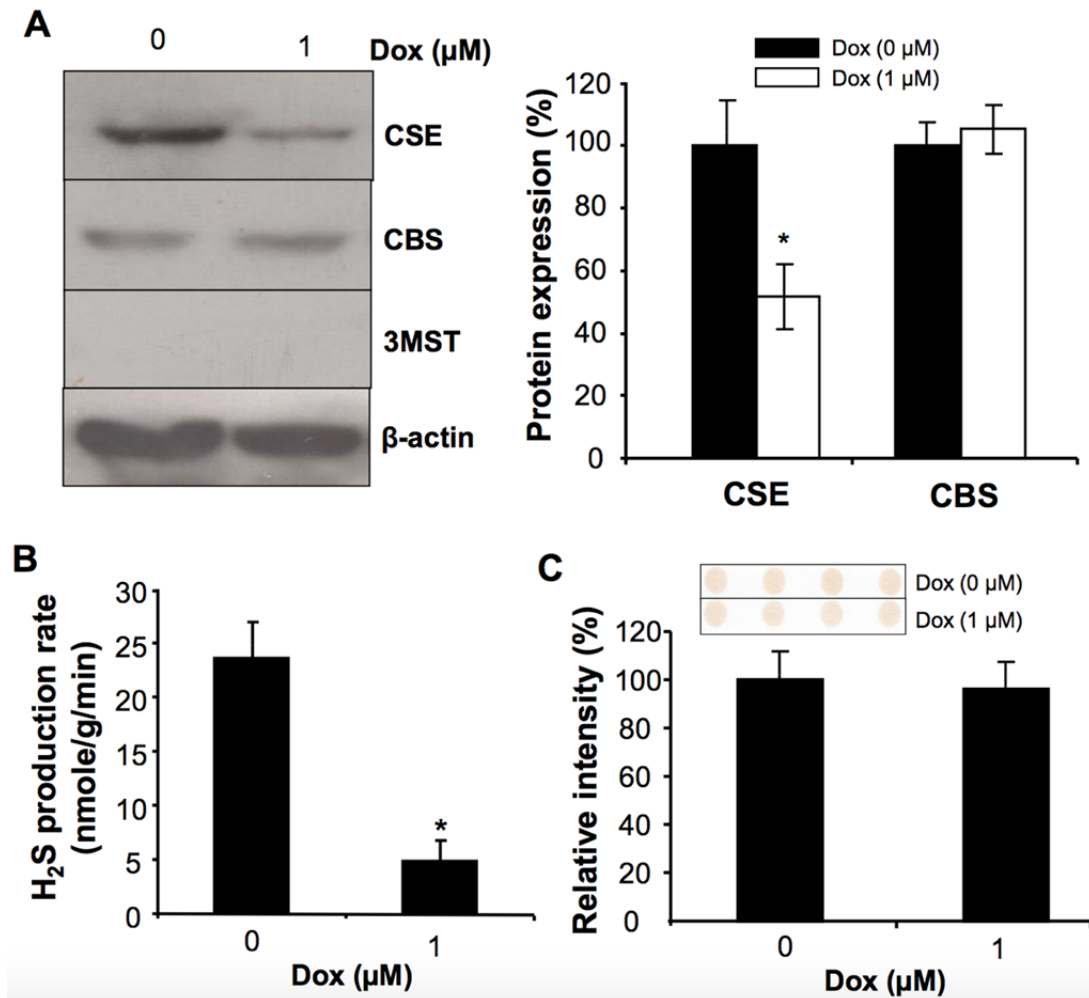 A
0 1 Dox (µM)
CSE
CBS
3MST
β-actin
Dox (0 µM)
Dox (1 µM)
Protein expression (%)
120
100
80
60
40
20
0
*
CSE CBS
B
H₂S production rate
(nmole/g/min)
30
25
20
15
10
5
0
*
0 1
Dox (µM)
C
Dox (0 µM)
Dox (1 µM)
Relative intensity (%)
120
100
80
60
40
20
0
0 1
Dox (µM)